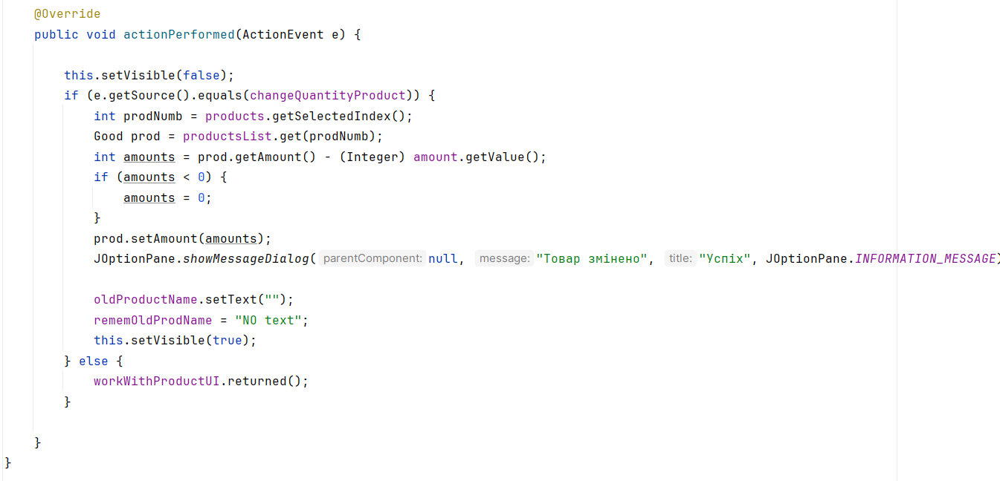 @Override
public void actionPerformed(ActionEvent e) {
this.setVisible(false);
if (e.getSource().equals(changeQuantityProduct)) {
int prodNumb = products.getSelectedIndex();
Good prod = productsList.get(prodNumb);
int amounts = prod.getAmount() - (Integer) amount.getValue();
if (amounts < 0) {
amounts = 0;
}
prod.setAmount(amounts);
JOptionPane.showMessageDialog( parentComponent: null, message: "Товар змінено", title: "Успіх", JOptionPane.INFORMATION_MESSAGE)
oldProductName.setText("");
rememOldProdName = "NO text";
this.setVisible(true);
} else {
workWithProductUI.returned();
}
}
}